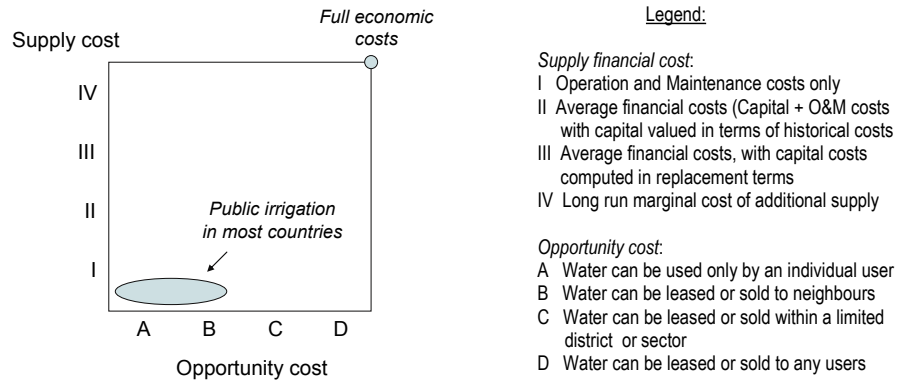 Full economic
costs
Supply cost
IV
III
II
I
Public irrigation
in most countries
A B C D
Opportunity cost
Legend:
Supply financial cost:
I Operation and Maintenance costs only
II Average financial costs (Capital + O&M costs
with capital valued in terms of historical costs
III Average financial costs, with capital costs
computed in replacement terms
IV Long run marginal cost of additional supply
Opportunity cost:
A Water can be used only by an individual user
B Water can be leased or sold to neighbours
C Water can be leased or sold within a limited
district or sector
D Water can be leased or sold to any users